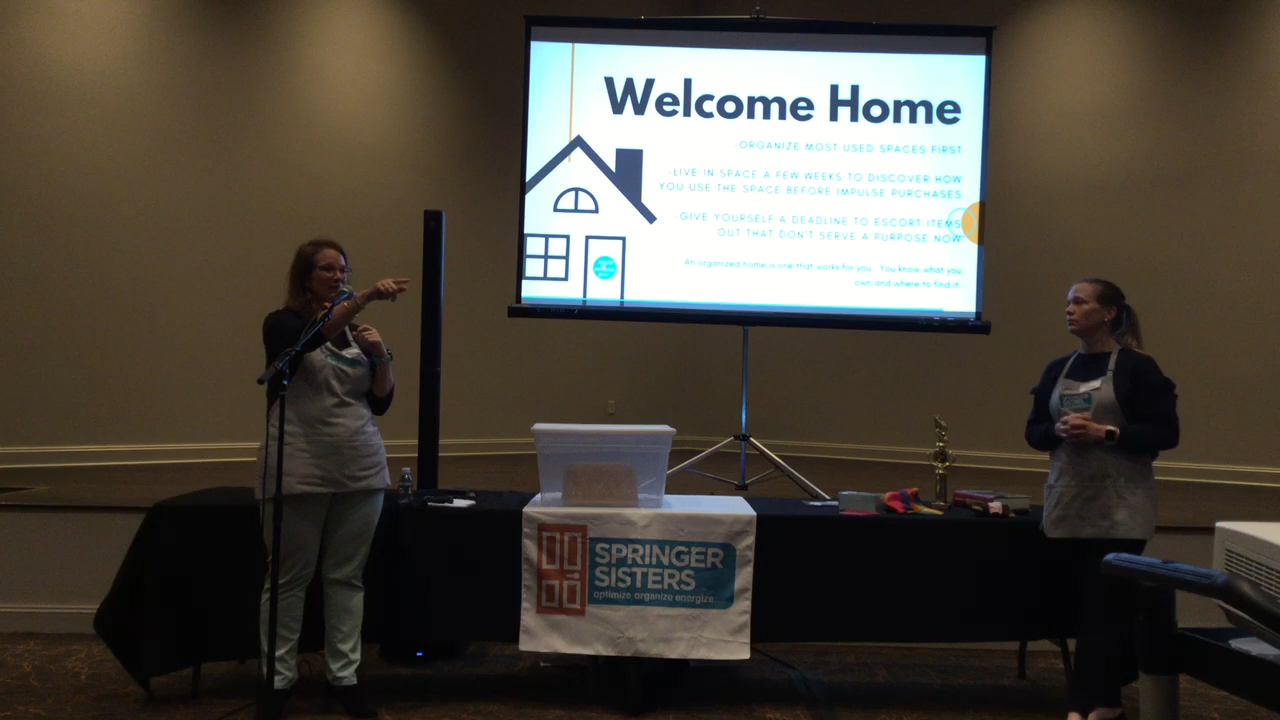 Welcome Home
-ORGANIZE MOST USED SPACES FIRST
-LIVE IN SPACE A FEW WEEKS TO DISCOVER HOW
YOU USE THE SPACE BEFORE IMPULSE PURCHASES
-GIVE YOURSELF A DEADLINE TO ESCORT ITEMS
OUT THAT DON'T SERVE A PURPOSE NOW
An organized home is one that works for you. You know what you
own and where to find it.
SPRINGER
SISTERS
optimize organize energize